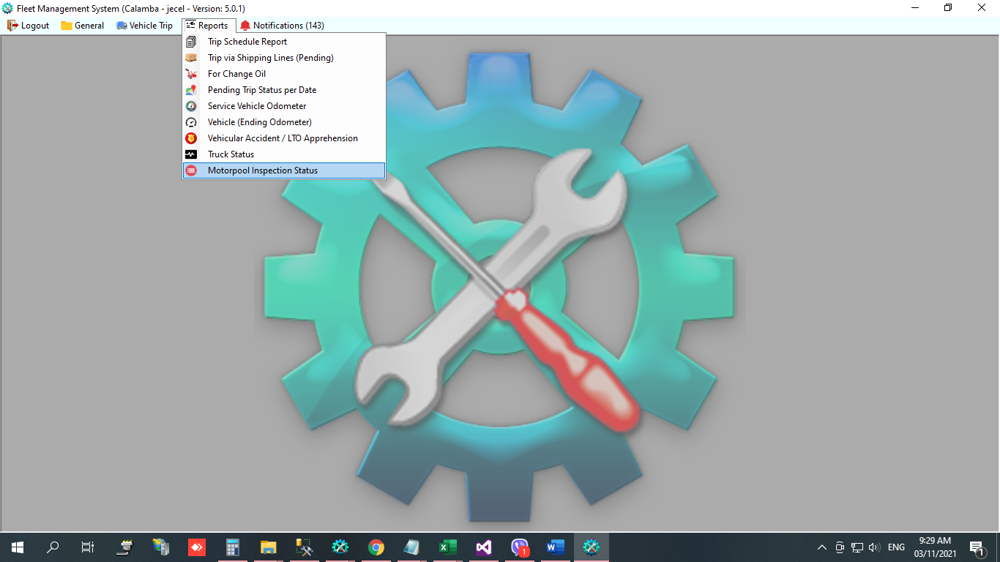 Fleet Management System (Calamba - jecel - Version: 5.0.1)
Logout General Vehicle Trip Reports Notifications (143)
Trip Schedule Report
Trip via Shipping Lines (Pending)
For Change Oil
Pending Trip Status per Date
Service Vehicle Odometer
Vehicle (Ending Odometer)
Vehicular Accident / LTO Apprehension
Truck Status
Motorpool Inspection Status
1
ENG
9:29 AM
03/11/2021
1